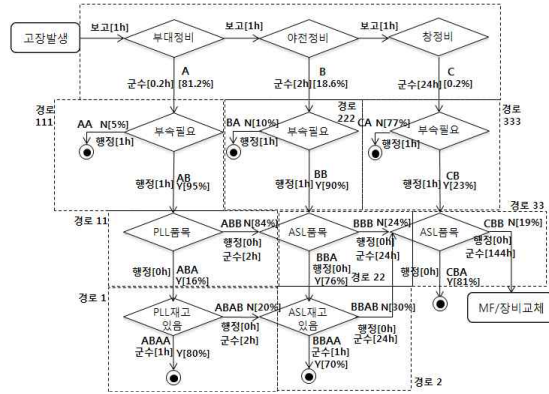 고장발생
보고[1h]
부대정비
보고[1h]
야전정비
보고[1h]
창정비
A
군수[0.2h] [81.2%]
B
군수[2h] [18.6%]
C
군수[24h] [0.2%]
경로
111
경로
222
경로
333
AA N[5%]
행정[1h]
부속필요
BA N[10%]
행정[1h]
부속필요
CA N[77%]
행정[1h]
부속필요
AB
행정[1h] Y[95%]
BB
행정[1h] Y[90%]
CB
행정[1h] Y[23%]
경로 11
경로 33
PLL품목
ABB N[84%]
행정[0h]
군수[2h]
ASL품목
BBB N[24%]
행정[0h]
군수[24h]
ASL품목
CBB N[19%]
행정[0h]
군수[144h]
ABA
행정[0h] Y[16%]
BBA
행정[0h] Y[76%]
경로 22
행정[0h]
CBA
Y[81%]
MF/장비교체
경로 1
PLL재고
있음
ABAB N[20%]
행정[0h]
군수[2h]
ASL재고
있음
BBAB N[30%]
행정[0h]
군수[24h]
ABAA
군수[1h] Y[80%]
BBAA
군수[1h]
Y[70%]
경로 2